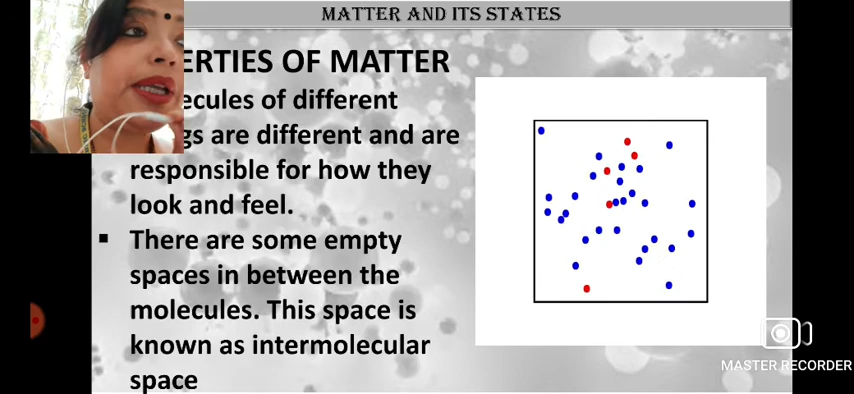 MATTER AND ITS STATES
ERTIES OF MATTER
ecules of different
gs are different and are
responsible for how they
look and feel.
▪ There are some empty
spaces in between the
molecules. This space is
known as intermolecular
space
MASTER RECORDER